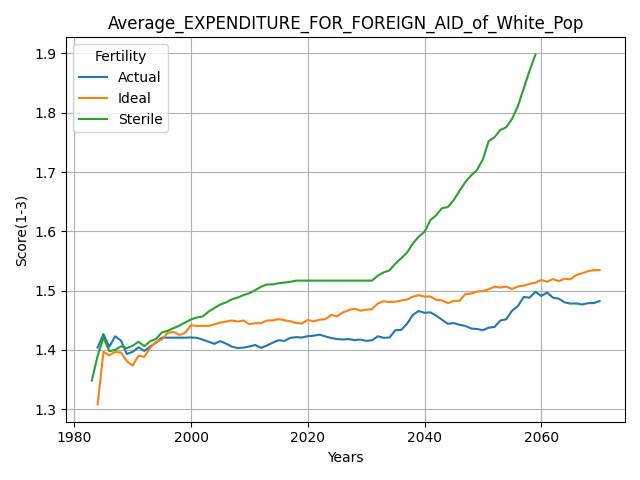 Average_EXPENDITURE_FOR_FOREIGN_AID_of_White_Pop
Fertility
Actual
Ideal
Sterile
Score(1-3)
1.9
1.8
1.7
1.6
1.5
1.4
1.3
1980
2000
2020
2040
2060
Years